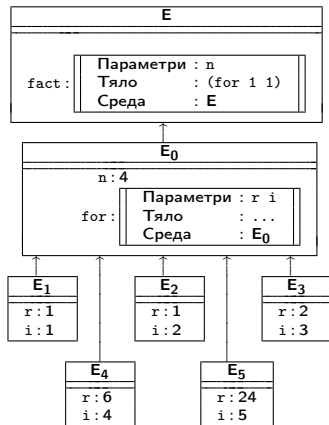 E
Параметри : n
fact : Тяло : (for 1 1)
Среда : E
E0
n : 4
Параметри : r i
for : Тяло : ...
Среда : E0
E1 E2 E3
r : 1 r : 1 r : 2
i : 1 i : 2 i : 3
E4 E5
r : 6 r : 24
i : 4 i : 5